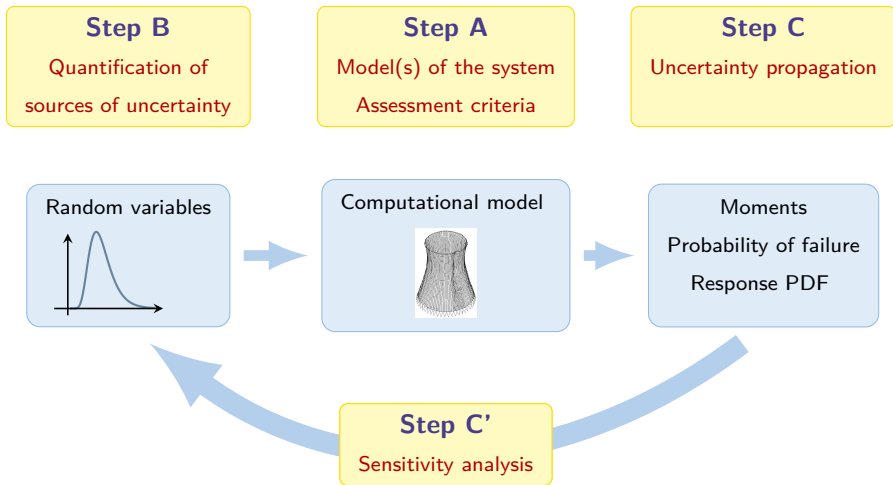 Step B
Quantification of
sources of uncertainty
Step A
Model(s) of the system
Assessment criteria
Step C
Uncertainty propagation
Random variables
Computational model
Moments
Probability of failure
Response PDF
Step C'
Sensitivity analysis